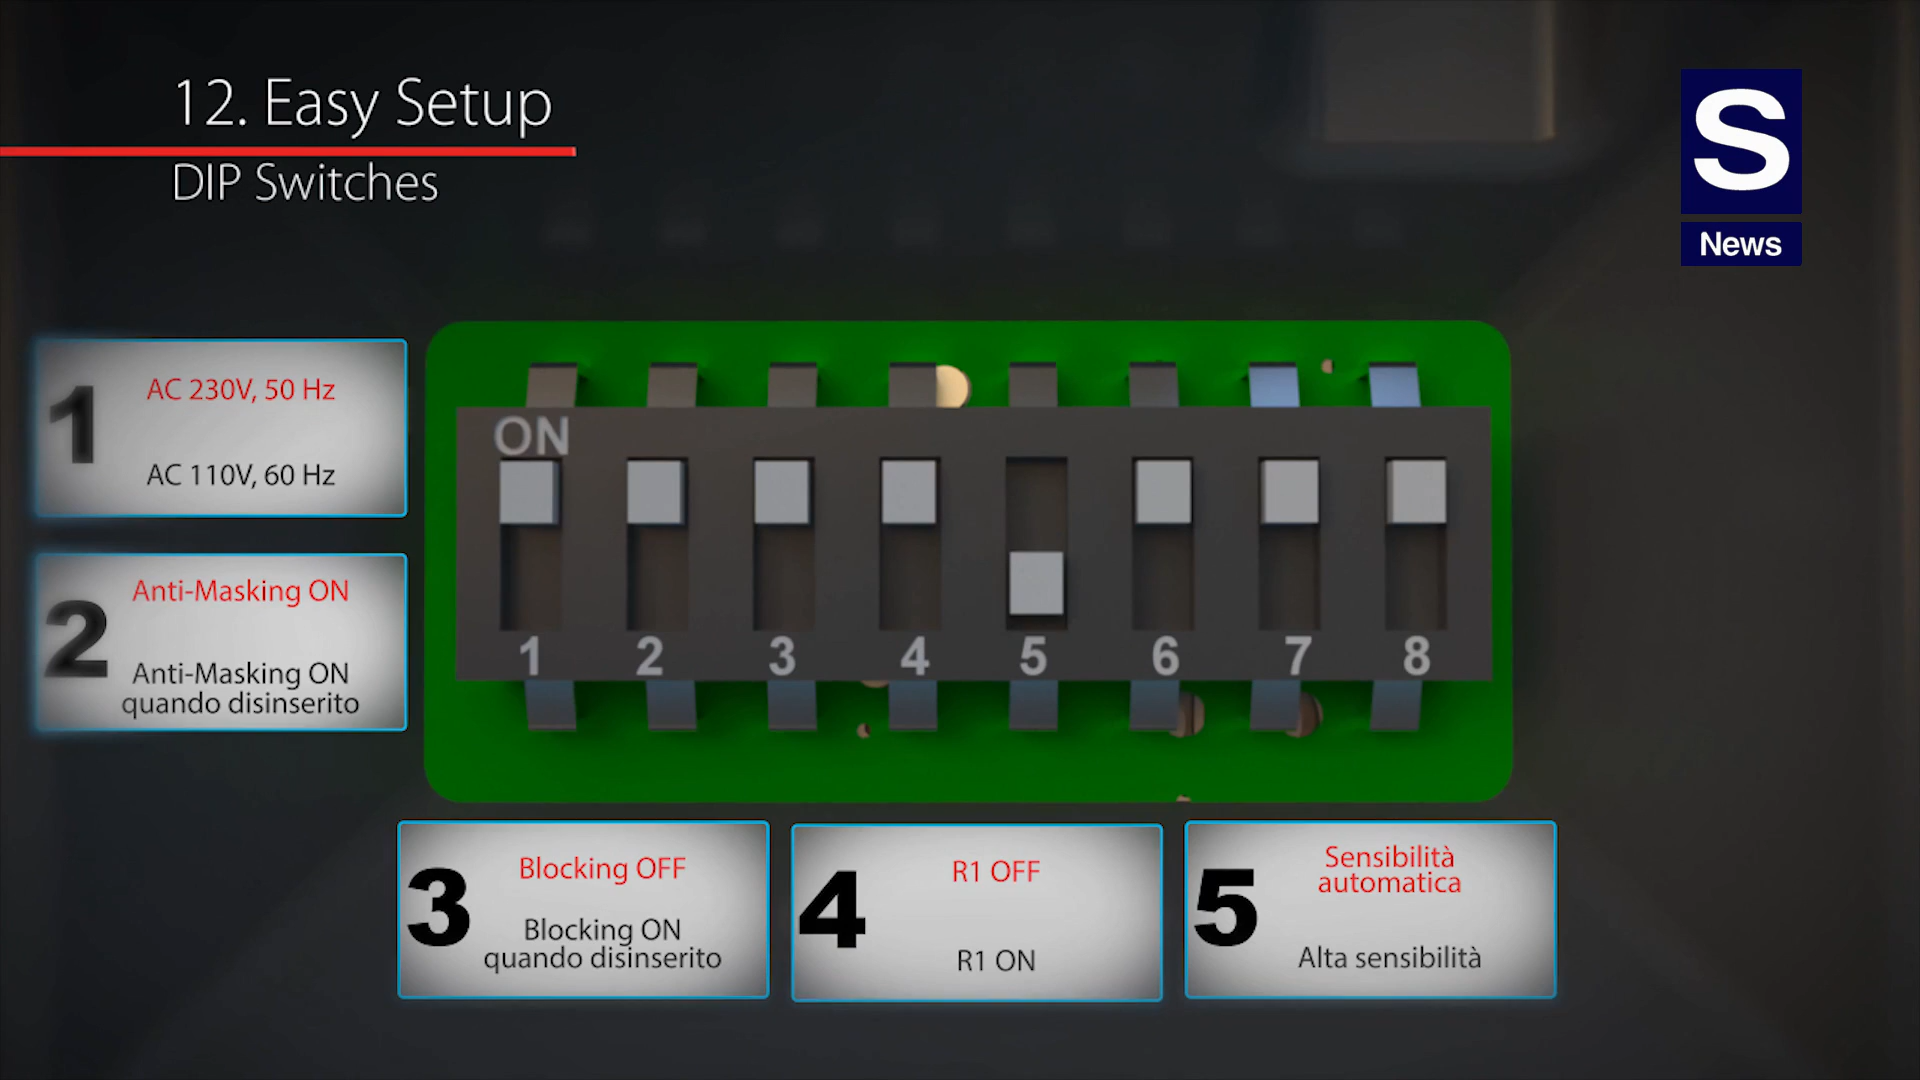 12. Easy Setup
DIP Switches
S
News
1
AC 230V, 50 Hz
AC 110V, 60 Hz
2
Anti-Masking ON
Anti-Masking ON
quando disinserito
ON
1 2 3 4 5 6 7 8
3
Blocking OFF
Blocking ON
quando disinserito
4
R1 OFF
R1 ON
5
Sensibilità
automatica
Alta sensibilità